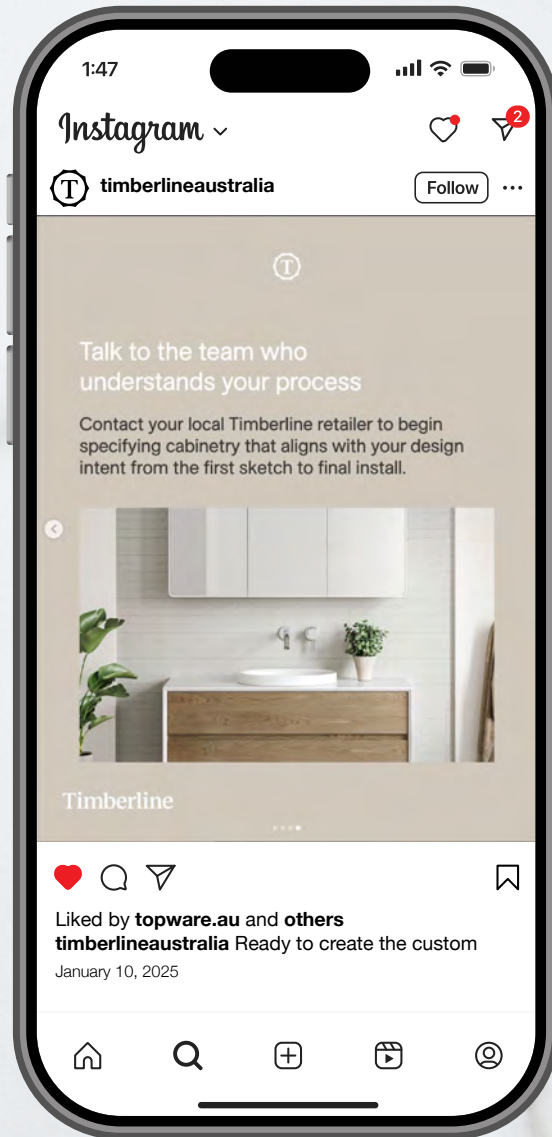 1:47
Instagram
2
T
timberlineaustralia
Follow
T
Talk to the team who
understands your process
Contact your local Timberline retailer to begin
specifying cabinetry that aligns with your design
intent from the first sketch to final install.
Timberline
Liked by topware.au and others
timberlineaustralia Ready to create the custom
January 10, 2025